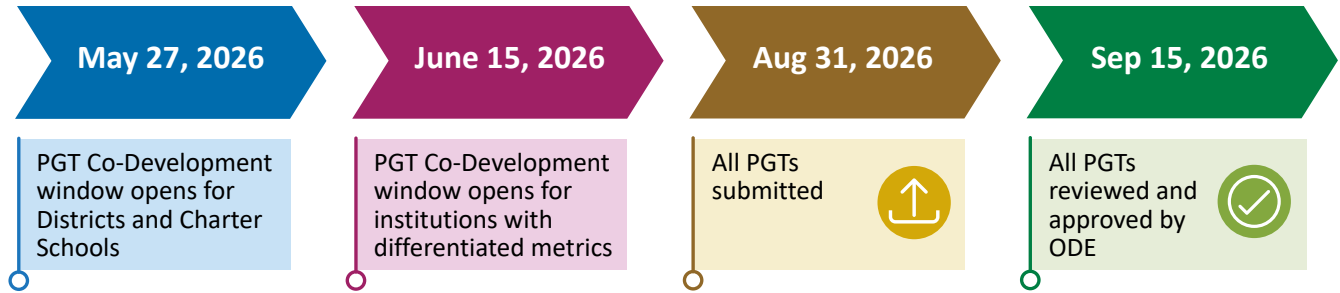 May 27, 2026
PGT Co-Development
window opens for
Districts and Charter
Schools
June 15, 2026
PGT Co-Development
window opens for
institutions with
differentiated metrics
Aug 31, 2026
All PGTs
submitted
Sep 15, 2026
All PGTs
reviewed and
approved by
ODE